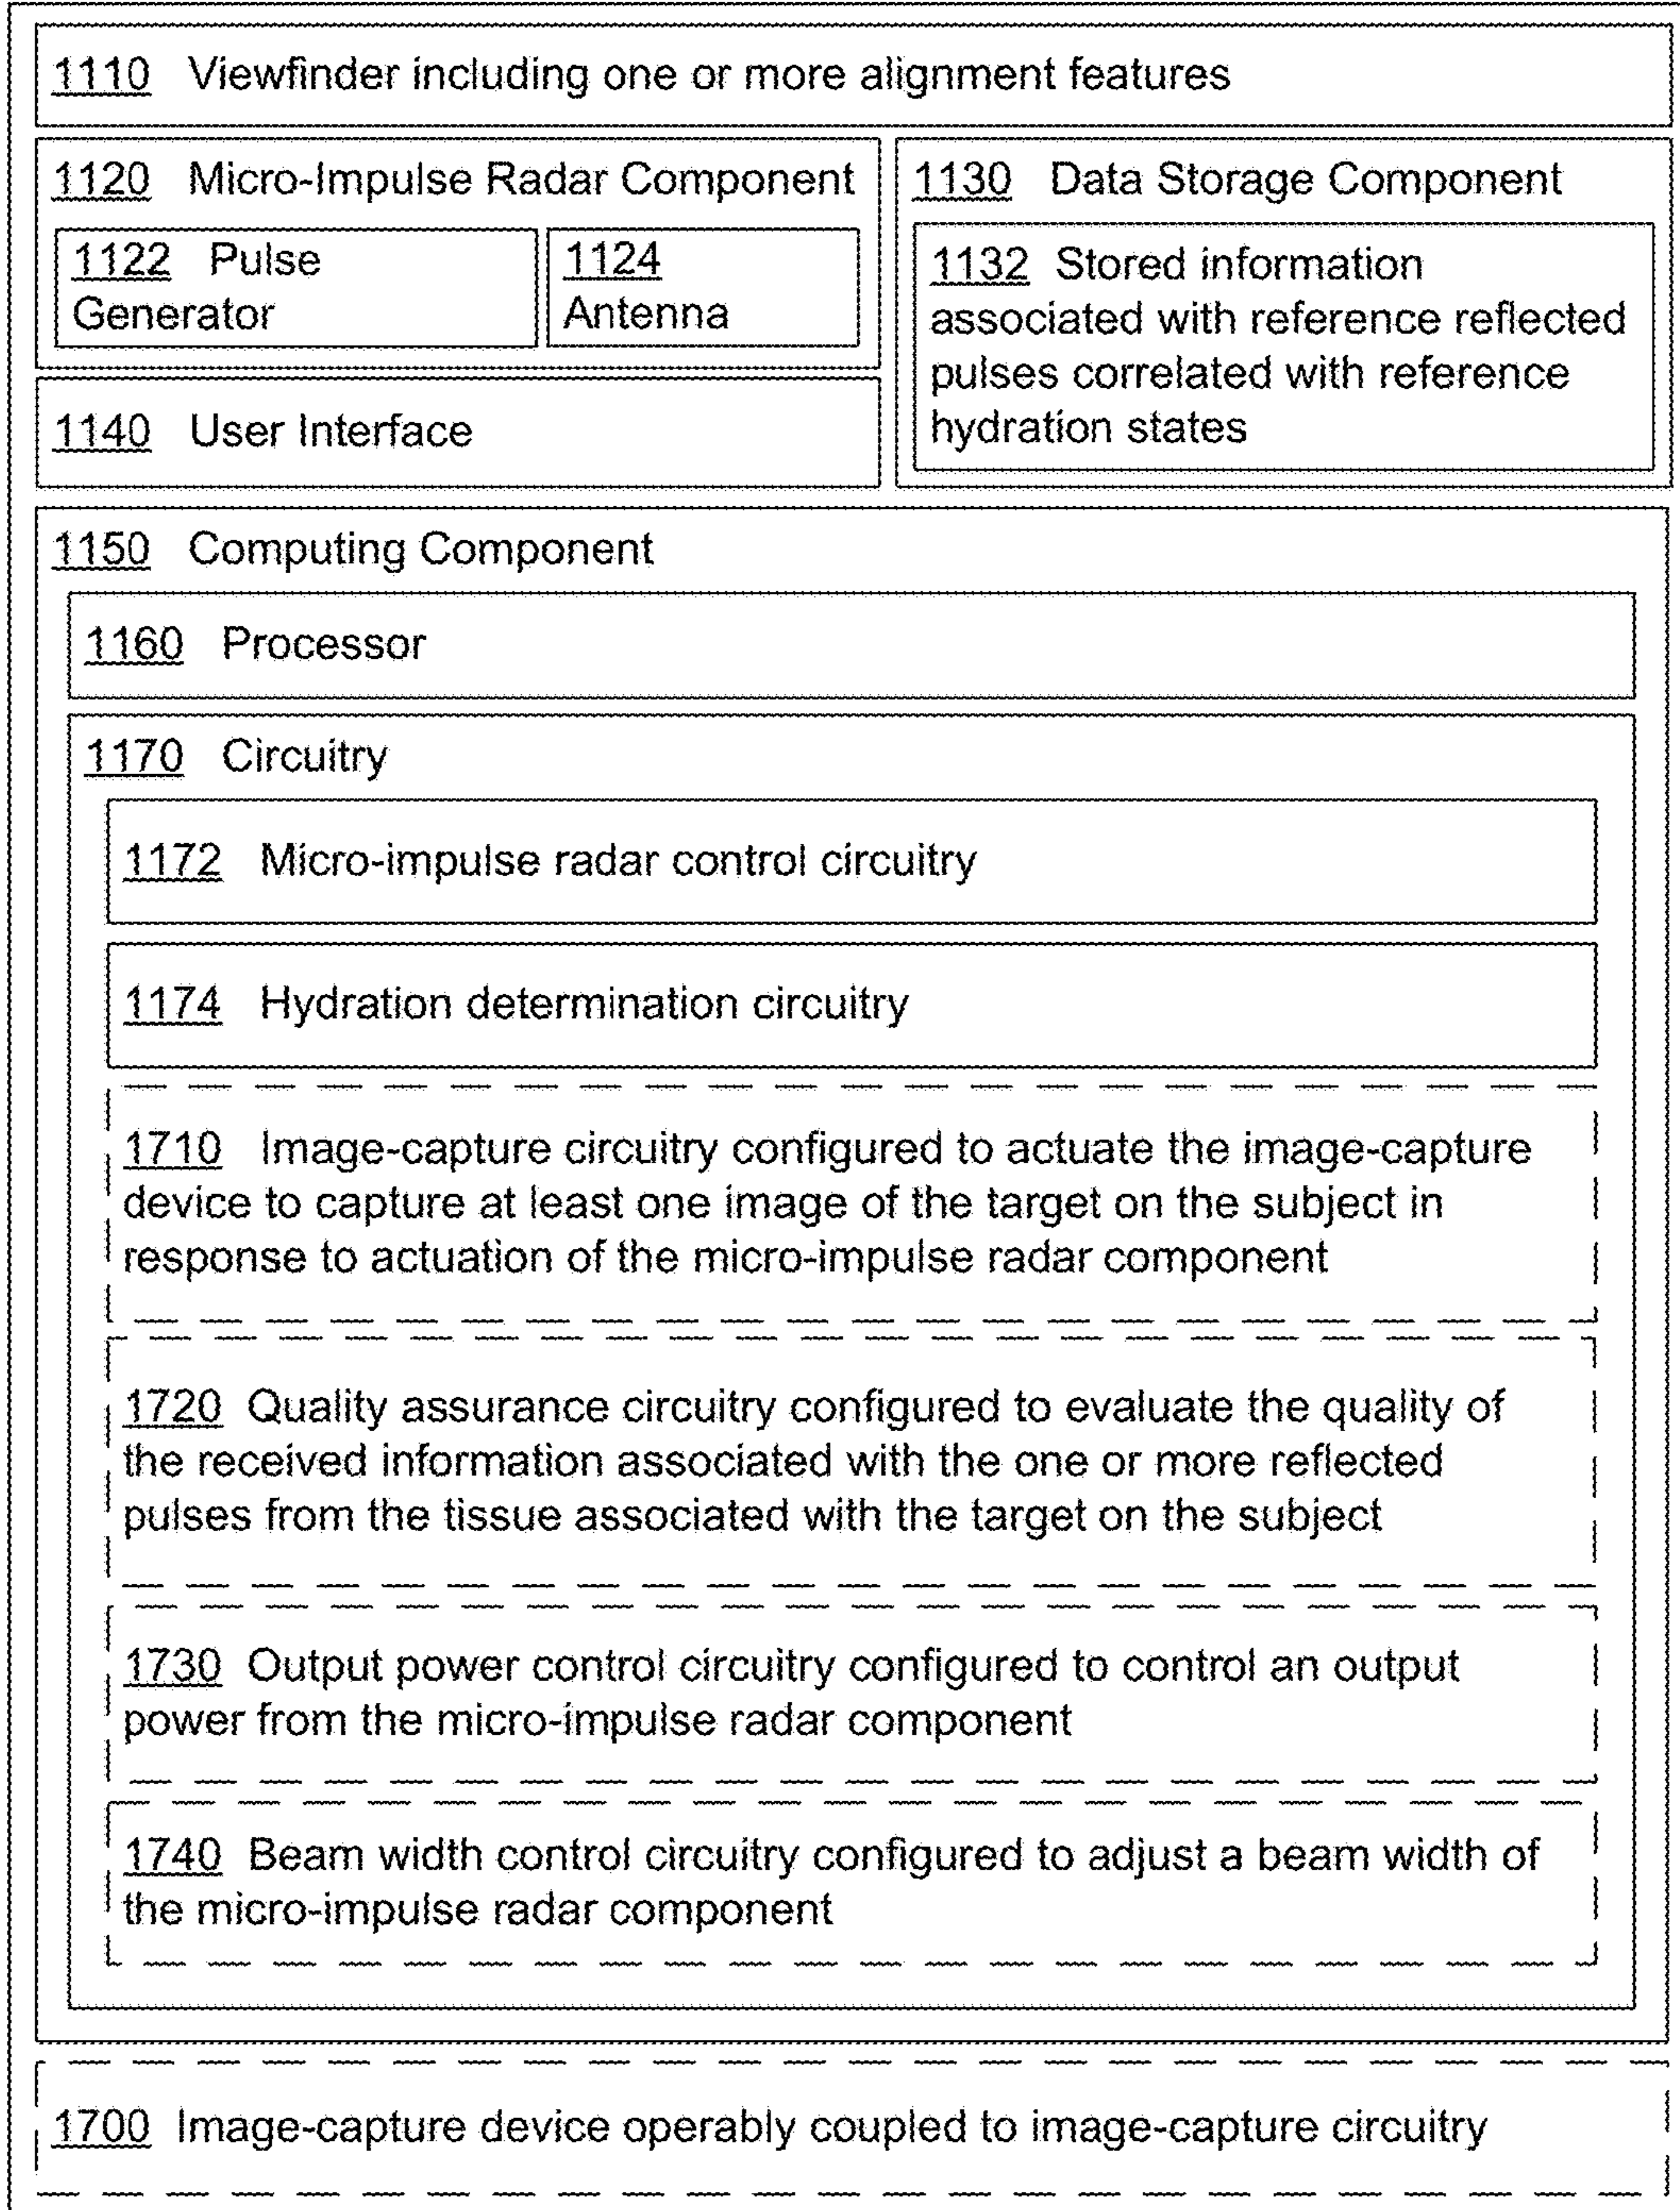 1110 Viewfinder including one or more alignment features
1120 Micro-Impulse Radar Component
1122 Pulse
Generator
1124
Antenna
1130 Data Storage Component
1132 Stored information
associated with reference reflected
pulses correlated with reference
hydration states
1140 User Interface
1150 Computing Component
1160 Processor
1170 Circuitry
1172 Micro-impulse radar control circuitry
1174 Hydration determination circuitry
1710 Image-capture circuitry configured to actuate the image-capture
device to capture at least one image of the target on the subject in
response to actuation of the micro-impulse radar component
1720 Quality assurance circuitry configured to evaluate the quality of
the received information associated with the one or more reflected
pulses from the tissue associated with the target on the subject
1730 Output power control circuitry configured to control an output
power from the micro-impulse radar component
1740 Beam width control circuitry configured to adjust a beam width of
the micro-impulse radar component
1700 Image-capture device operably coupled to image-capture circuitry